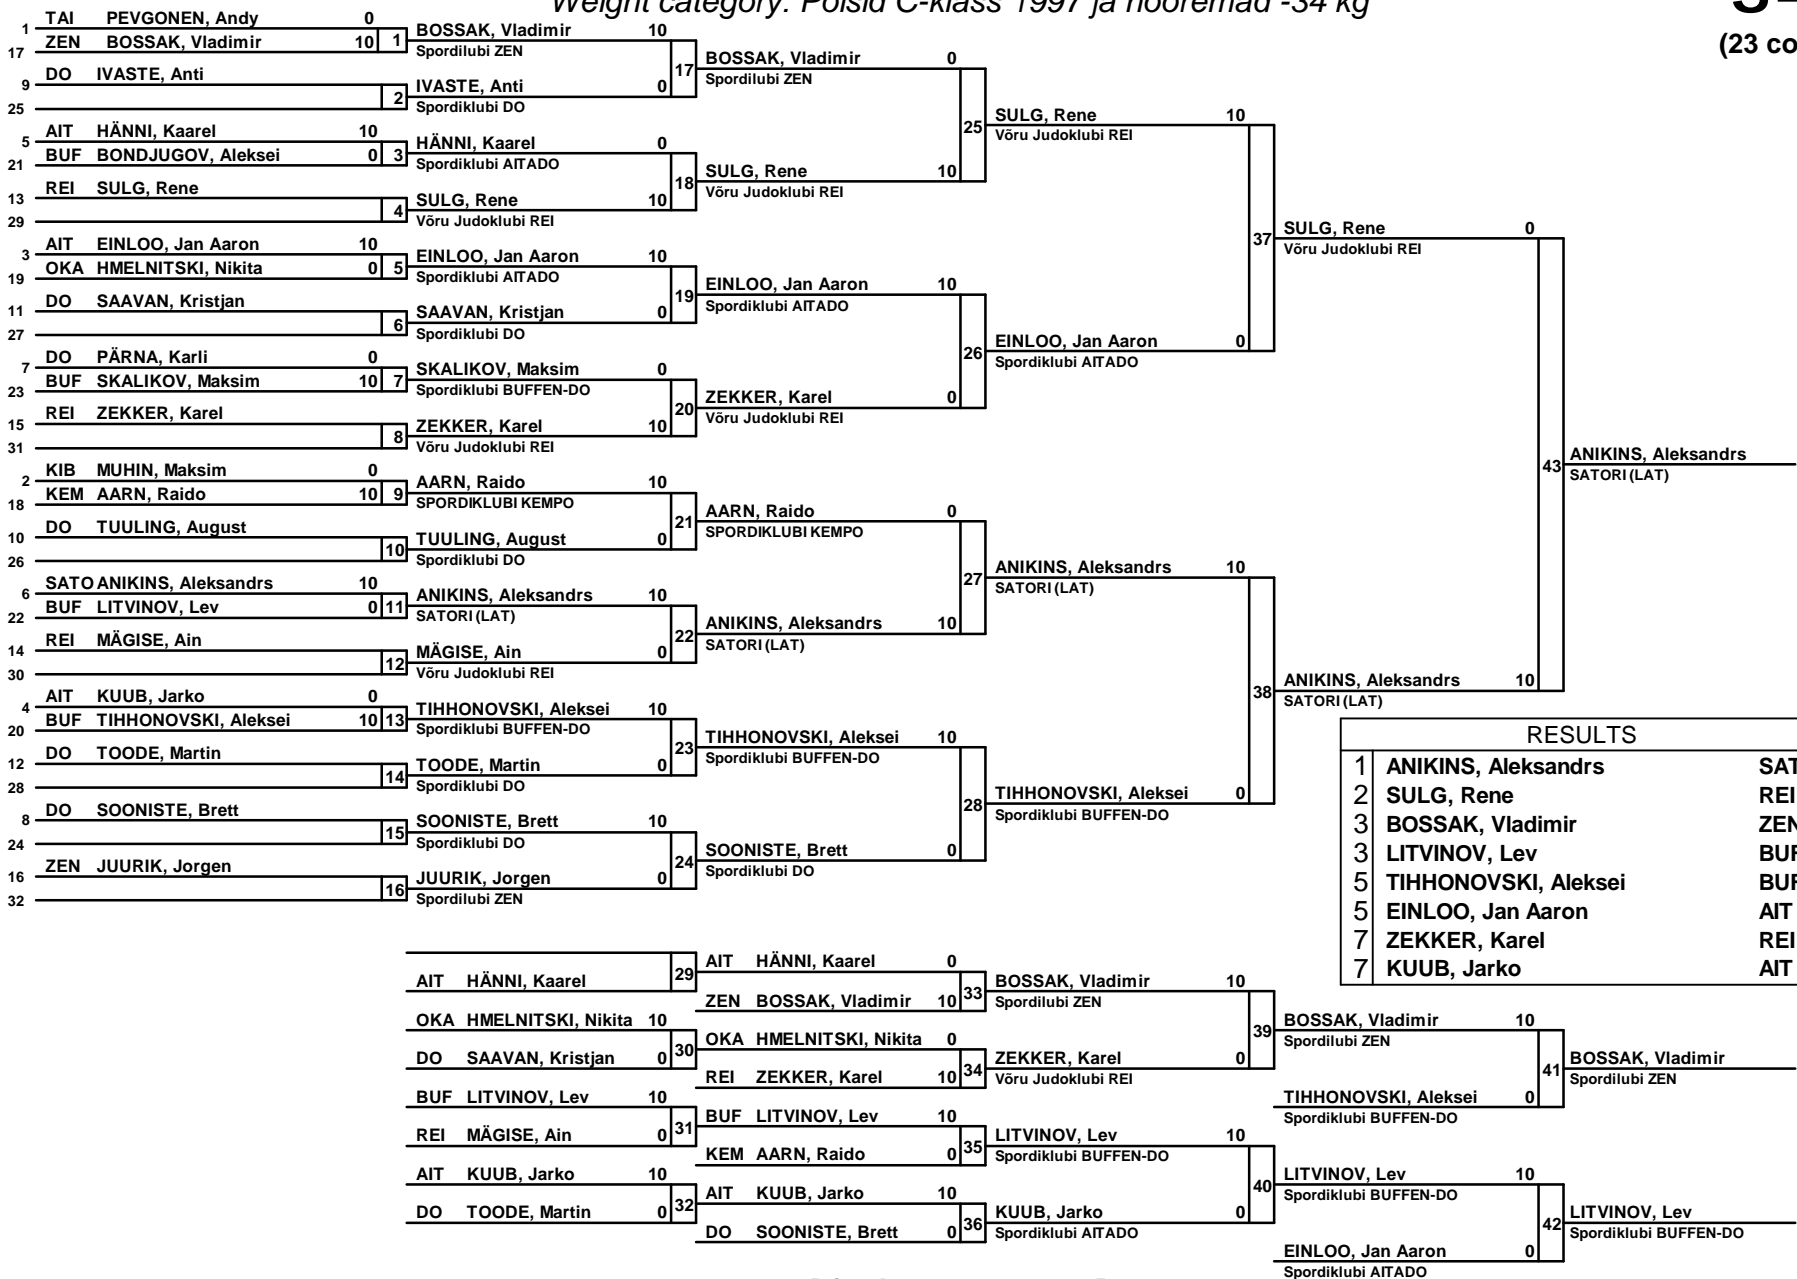 Weight category: Poisid C-klass 1997 ja nooremad -34 kg
(23 co
1 TAI PEVGONEN, Andy 0
17 ZEN BOSSAK, Vladimir 10 1
9 DO IVASTE, Anti
25 2
5 AIT HÄNNI, Kaarel 10
21 BUF BONDJUGOV, Aleksei 0 3
13 REI SULG, Rene
29 4
3 AIT EINLOO, Jan Aaron 10
19 OKA HMELNITSKI, Nikita 0 5
11 DO SAAVAN, Kristjan
27 6
7 DO PÄRNA, Karli 0
23 BUF SKALIKOV, Maksim 10 7
15 REI ZEKKER, Karel
31 8
2 KIB MUHIN, Maksim 0
18 KEM AARN, Raido 10 9
10 DO TUULING, August
26 10
6 SATO ANIKINS, Aleksandrs 10
22 BUF LITVINOV, Lev 0 11
14 REI MÄGISE, Ain
30 12
4 AIT KUUB, Jarko 0
20 BUF TIHHONOVSKI, Aleksei 10 13
12 DO TOODE, Martin
28 14
8 DO SOONISTE, Brett
24 15
16 ZEN JUURIK, Jorgen
32 16
BOSSAK, Vladimir 10
Spordilubi ZEN
17
IVASTE, Anti 0
Spordiklubi DO
HÄNNI, Kaarel 0
Spordiklubi AITADO
18
SULG, Rene 10
Võru Judoklubi REI
EINLOO, Jan Aaron 10
Spordiklubi AITADO
19
SAAVAN, Kristjan 0
Spordiklubi DO
SKALIKOV, Maksim 0
Spordiklubi BUFFEN-DO
20
ZEKKER, Karel 10
Võru Judoklubi REI
AARN, Raido 10
SPORDIKLUBI KEMPO
21
TUULING, August 0
Spordiklubi DO
ANIKINS, Aleksandrs 10
SATORI (LAT)
22
MÄGISE, Ain 0
Võru Judoklubi REI
TIHHONOVSKI, Aleksei 10
Spordiklubi BUFFEN-DO
23
TOODE, Martin 0
Spordiklubi DO
SOONISTE, Brett 10
Spordiklubi DO
24
JUURIK, Jorgen 0
Spordilubi ZEN
BOSSAK, Vladimir 0
Spordilubi ZEN
25
SULG, Rene 10
Võru Judoklubi REI
EINLOO, Jan Aaron 10
Spordiklubi AITADO
26
ZEKKER, Karel 0
Võru Judoklubi REI
AARN, Raido 0
SPORDIKLUBI KEMPO
27
ANIKINS, Aleksandrs 10
SATORI (LAT)
TIHHONOVSKI, Aleksei 10
Spordiklubi BUFFEN-DO
28
SOONISTE, Brett 0
Spordiklubi DO
SULG, Rene 10
Võru Judoklubi REI
37
EINLOO, Jan Aaron 0
Spordiklubi AITADO
ANIKINS, Aleksandrs 10
SATORI (LAT)
38
TIHHONOVSKI, Aleksei 0
Spordiklubi BUFFEN-DO
SULG, Rene 0
Võru Judoklubi REI
43
ANIKINS, Aleksandrs 10
SATORI (LAT)
ANIKINS, Aleksandrs
SATORI (LAT)
RESULTS
1 ANIKINS, Aleksandrs SAT
2 SULG, Rene REI
3 BOSSAK, Vladimir ZEN
3 LITVINOV, Lev BUF
5 TIHHONOVSKI, Aleksei BUF
5 EINLOO, Jan Aaron AIT
7 ZEKKER, Karel REI
7 KUUB, Jarko AIT
29
AIT HÄNNI, Kaarel
OKA HMELNITSKI, Nikita 10
30
DO SAAVAN, Kristjan 0
BUF LITVINOV, Lev 10
31
REI MÄGISE, Ain 0
AIT KUUB, Jarko 10
32
DO TOODE, Martin 0
AIT HÄNNI, Kaarel 0
33
ZEN BOSSAK, Vladimir 10
OKA HMELNITSKI, Nikita 0
34
REI ZEKKER, Karel 10
BUF LITVINOV, Lev 10
35
KEM AARN, Raido 0
AIT KUUB, Jarko 10
36
DO SOONISTE, Brett 0
BOSSAK, Vladimir 10
Spordilubi ZEN
39
ZEKKER, Karel 0
Võru Judoklubi REI
LITVINOV, Lev 10
Spordiklubi BUFFEN-DO
40
KUUB, Jarko 0
Spordiklubi AITADO
BOSSAK, Vladimir 10
Spordilubi ZEN
41
TIHHONOVSKI, Aleksei 0
Spordiklubi BUFFEN-DO
LITVINOV, Lev 10
Spordiklubi BUFFEN-DO
42
EINLOO, Jan Aaron 0
Spordiklubi AITADO
BOSSAK, Vladimir
Spordilubi ZEN
LITVINOV, Lev
Spordiklubi BUFFEN-DO